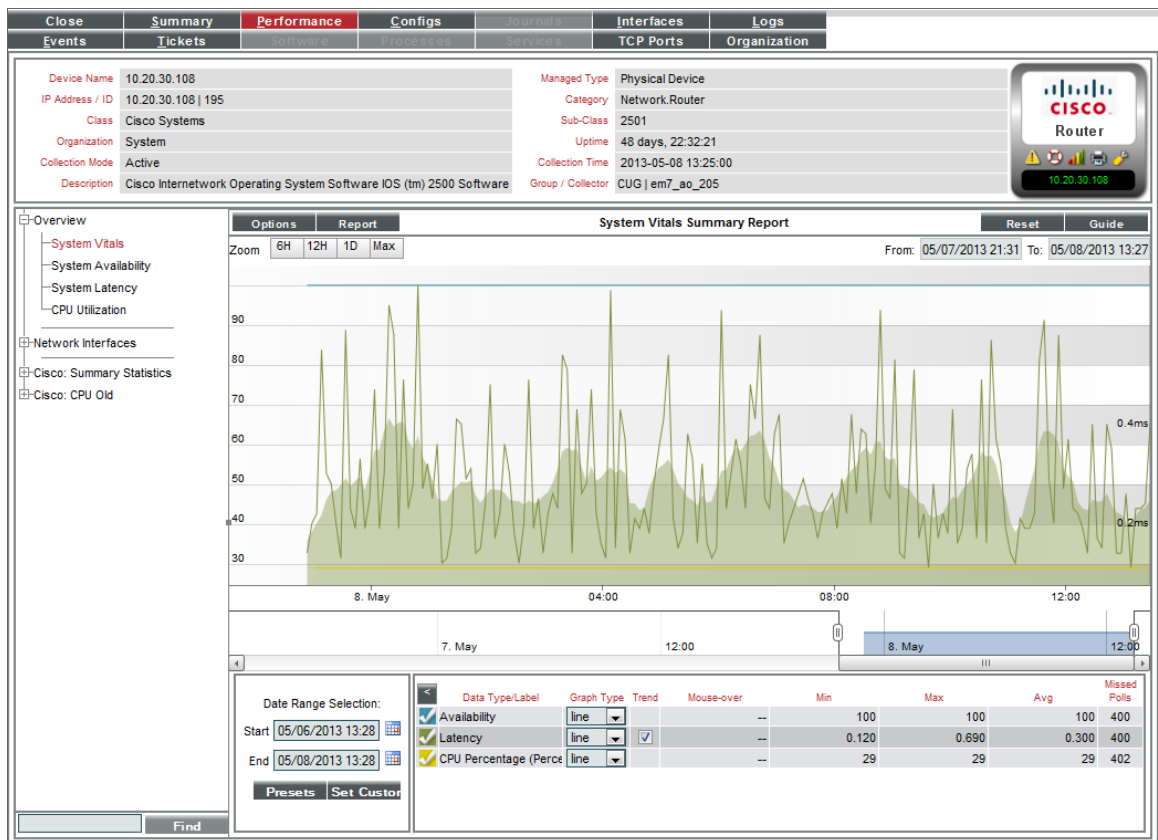 Close Summary Performance Configs Journals Interfaces Logs
Events Tickets Software Processes Services TCP Ports Organization
Device Name 10.20.30.108 Managed Type Physical Device
IP Address / ID 10.20.30.108 | 195 Category Network.Router
Class Cisco Systems Sub-Class 2501
Organization System Uptime 48 days, 22:32:21
Collection Mode Active Collection Time 2013-05-08 13:25:00
Description Cisco Internetwork Operating System Software IOS (tm) 2500 Software Group / Collector CUG | em7_ao_205
CISCO
Router
10.20.30.108
Overview
System Vitals
System Availability
System Latency
CPU Utilization
Network Interfaces
Cisco: Summary Statistics
Cisco: CPU Old
Find
Options Report System Vitals Summary Report Reset Guide
Zoom 6H 12H 1D Max From: 05/07/2013 21:31 To: 05/08/2013 13:27
90
80
70
0.4ms
60
50
40
0.2ms
30
8. May 04:00 08:00 12:00
7. May 12:00 8. May 12:00
Date Range Selection:
Start 05/06/2013 13:28
End 05/08/2013 13:28
Presets Set Custor
< Data Type/Label Graph Type Trend Mouse-over Min Max Avg Missed Polls
Availability line -- 100 100 100 400
Latency line -- 0.120 0.690 0.300 400
CPU Percentage (Perce line -- 29 29 29 402